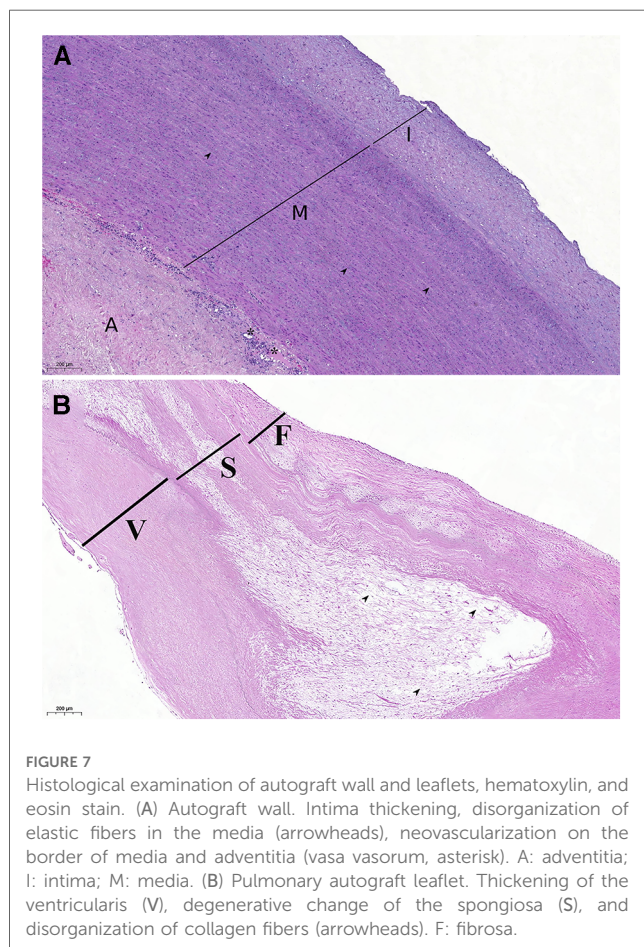 A
I
M
A
*
*
200 µm
B
F
S
V
200 µm
FIGURE 7
Histological examination of autograft wall and leaflets, hematoxylin, and
eosin stain. (A) Autograft wall. Intima thickening, disorganization of
elastic fibers in the media (arrowheads), neovascularization on the
border of media and adventitia (vasa vasorum, asterisk). A: adventitia;
I: intima; M: media. (B) Pulmonary autograft leaflet. Thickening of the
ventricularis (V), degenerative change of the spongiosa (S), and
disorganization of collagen fibers (arrowheads). F: fibrosa.